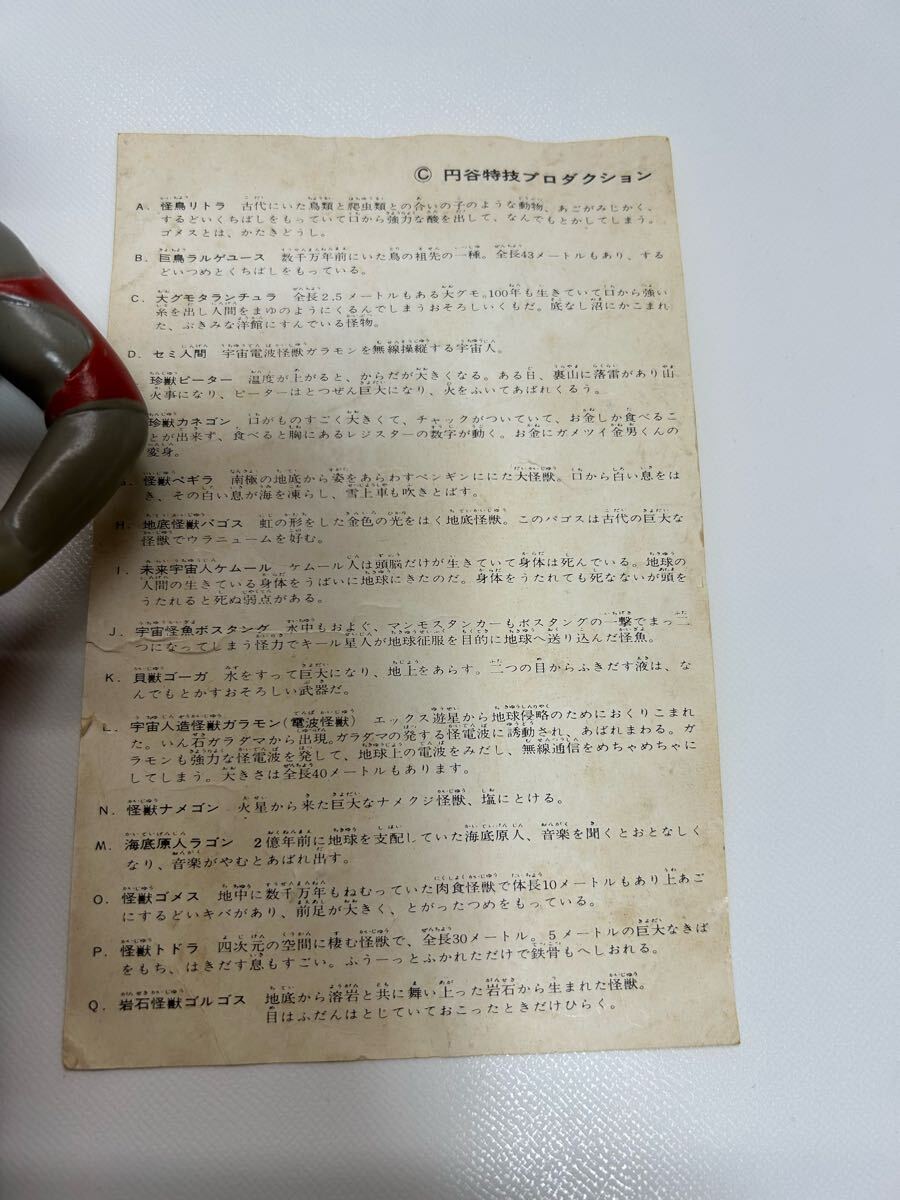 © 円谷特技プロダクション
A. 怪鳥リトラ 古代にいた鳥類と爬虫類との合いの子のような動物、あごがみじかく、
するどいくちばしをもっていて口から強力な酸を出して、なんでもとかしてしまう。
ゴメスとは、かたきどうし。
B. 巨鳥ラルゲユース 数千万年前にいた鳥の祖先の一種。全長43メートルもあり、する
どいつめとくちばしをもっている。
C. 大グモタランチュラ 全長2.5メートルもある大グモ。100年も生きていて口から強い
糸を出し人間をまゆのようにくるんでしまうおそろしいくもだ。底なし沼にかこまれ
た、ぶきみな洋館にすんでいる怪物。
D. セミ人間 宇宙電波怪獣ガラモンを無線操縦する宇宙人。
珍獣ピーター 温度が上がると、からだが大きくなる。ある日、裏山に落雷があり山
火事になり、ピーターはとつぜん巨大になり、火をふいてあばれくるう。
珍獣カネゴン 口がものすごく大きくて、チャックがついていて、お金しか食べるこ
とが出来ず、食べると胸にあるレジスターの数字が動く。お金にガメツイ金男くんの
変身。
怪獣ペギラ 南極の地底から姿をあらわすペンギンににた大怪獣。口から白い息をは
き、その白い息が海を凍らし、雪上車も吹きとばす。
H. 地底怪獣パゴス 虹の形をした金色の光をはく地底怪獣。このパゴスは古代の巨大な
怪獣でウラニュームを好む。
I. 未来宇宙人ケムール ケムール人は頭脳だけが生きていて身体は死んでいる。地球の
人間の生きている身体をうばいに地球にきたのだ。身体をうたれても死なないが頭を
うたれると死ぬ弱点がある。
J. 宇宙怪魚ボスタング 水中もおよぐ、マンモスタンカーもボスタングの一撃でまっ二
つになってしまう怪力でキール星人が地球征服を目的に地球へ送り込んだ怪魚。
K. 貝獣ゴーガ 水をすって巨大になり、地上をあらす。二つの目からふきだす液は、な
んでもとかすおそろしい武器だ。
L. 宇宙人造怪獣ガラモン(電波怪獣) エックス遊星から地球侵略のためにおくりこまれ
た。いん石ガラダマから出現。ガラダマの発する怪電波に誘動され、あばれまわる。ガ
ラモンも強力な怪電波を発して、地球上の電波をみだし、無線通信をめちゃめちゃに
してしまう。大きさは全長40メートルもあります。
N. 怪獣ナメゴン 火星から来た巨大なナメクジ怪獣、塩にとける。
M. 海底原人ラゴン 2億年前に地球を支配していた海底原人、音楽を聞くとおとなしく
なり、音楽がやむとあばれ出す。
O. 怪獣ゴメス 地中に数千万年もねむっていた肉食怪獣で体長10メートルもあり上あご
にするどいキバがあり、前足が大きく、とがったつめをもっている。
P. 怪獣トドラ 四次元の空間に棲む怪獣で、全長30メートル。5メートルの巨大なきば
をもち、はきだす息もすごい。ふうーっとふかれただけで鉄骨もへしおれる。
Q. 岩石怪獣ゴルゴス 地底から溶岩と共に舞い上った岩石から生まれた怪獣。
目はふだんはとじていておこったときだけひらく。